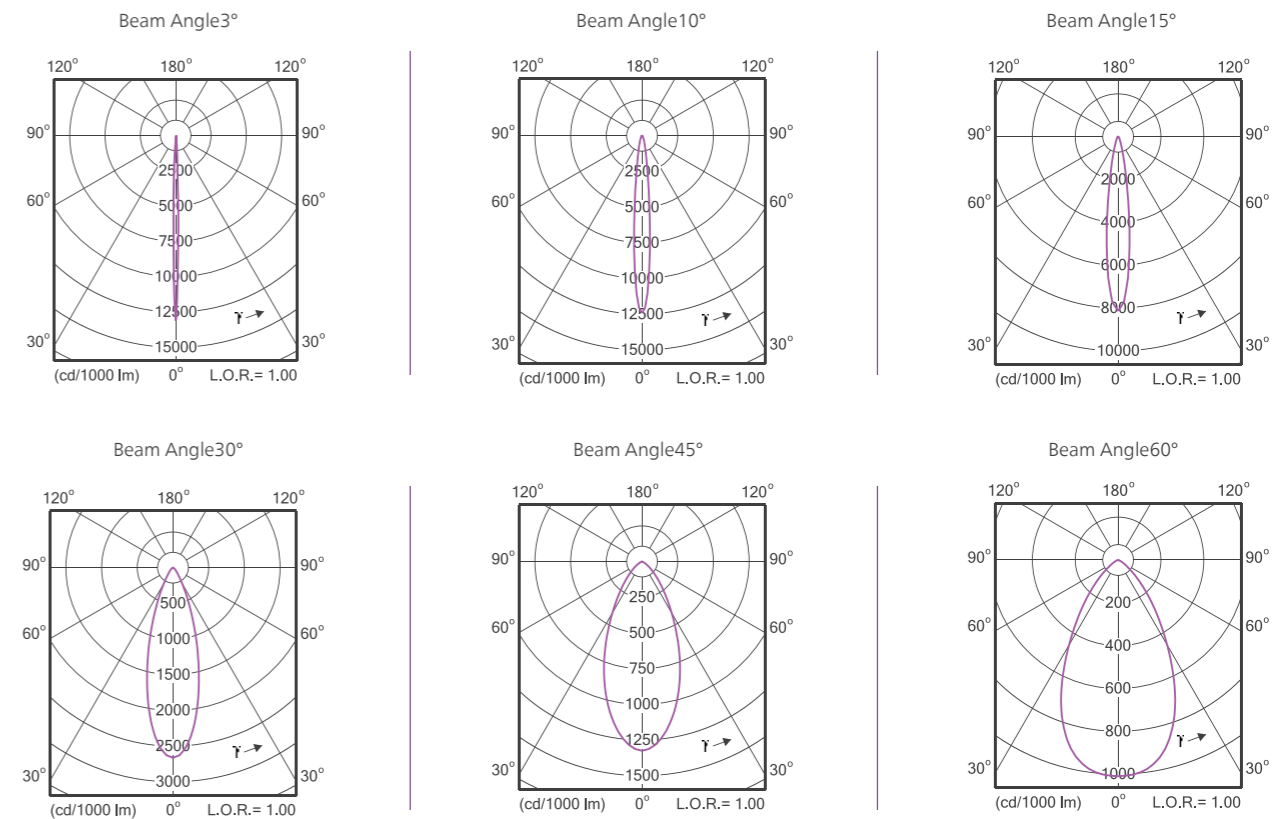 Beam Angle3°
120° 180° 120°
90° 90°
2500
5000
60° 60°
7500
10000
12500
γ
30° 30°
15000
(cd/1000 lm) 0° L.O.R.= 1.00
Beam Angle10°
120° 180° 120°
90° 90°
2500
5000
60° 60°
7500
10000
12500
γ
30° 30°
15000
(cd/1000 lm) 0° L.O.R.= 1.00
Beam Angle15°
120° 180° 120°
90° 90°
2000
60° 60°
4000
6000
8000
γ
30° 30°
10000
(cd/1000 lm) 0° L.O.R.= 1.00
Beam Angle30°
120° 180° 120°
90° 90°
500
60° 60°
1000
1500
2000
2500
γ
30° 30°
3000
(cd/1000 lm) 0° L.O.R.= 1.00
Beam Angle45°
120° 180° 120°
90° 90°
250
60° 60°
500
750
1000
1250
γ
30° 30°
1500
(cd/1000 lm) 0° L.O.R.= 1.00
Beam Angle60°
120° 180° 120°
90° 90°
200
60° 60°
400
600
800
γ
30° 30°
1000
(cd/1000 lm) 0° L.O.R.= 1.00